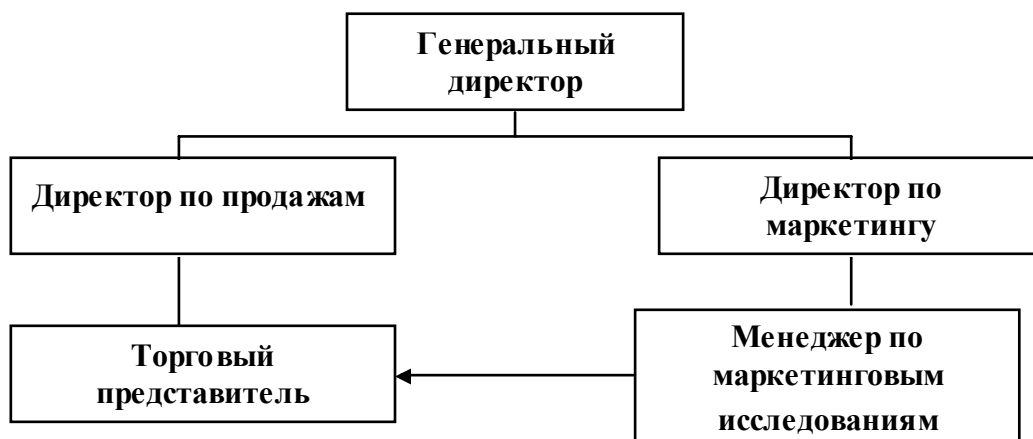 Генеральный
директор
Директор по продажам
Директор по
маркетингу
Торговый
представитель
Менеджер по
маркетинговым
исследованиям